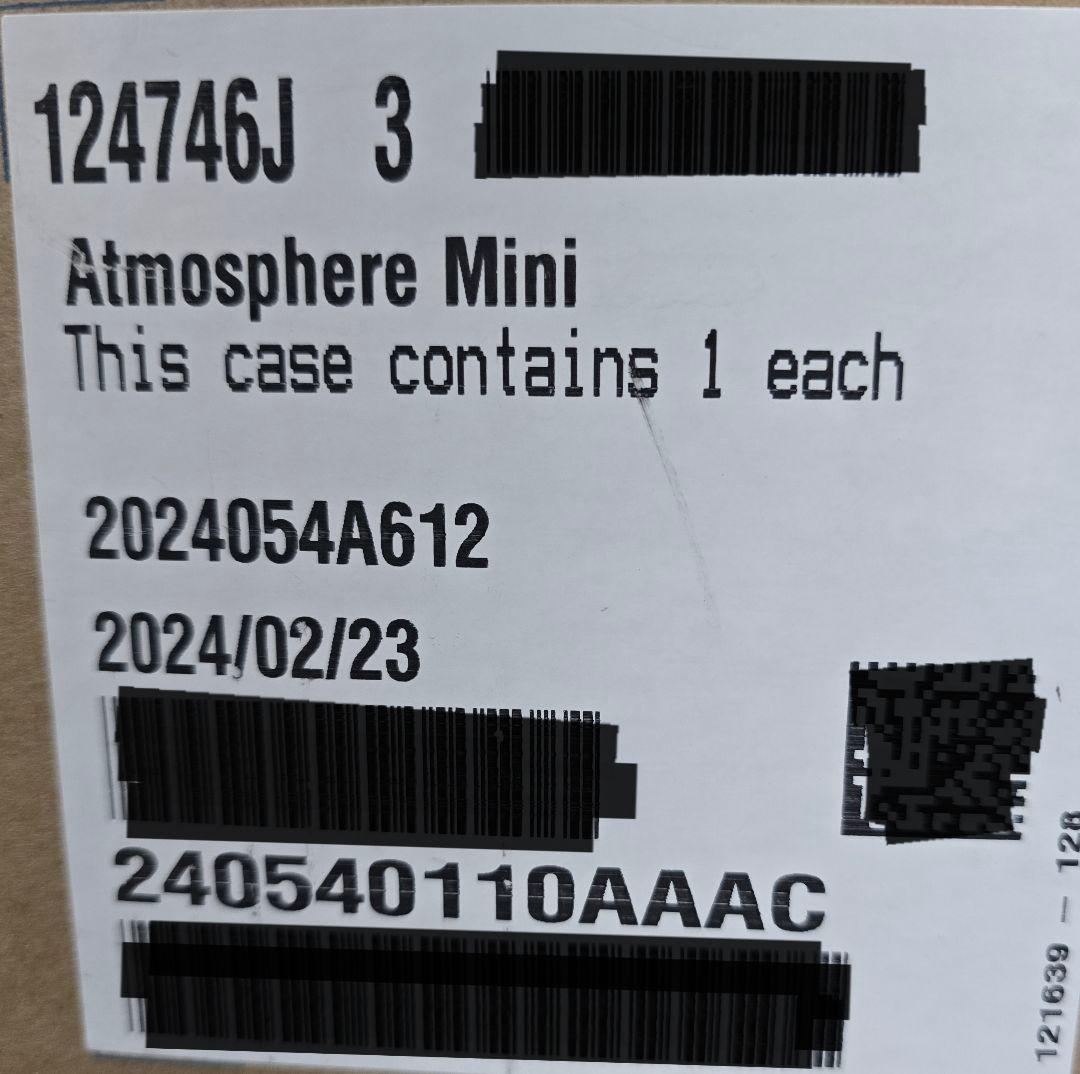 124746J 3
Atmosphere Mini
This case contains 1 each
2024054A612
2024/02/23
240540110AAAC
121639 - 128